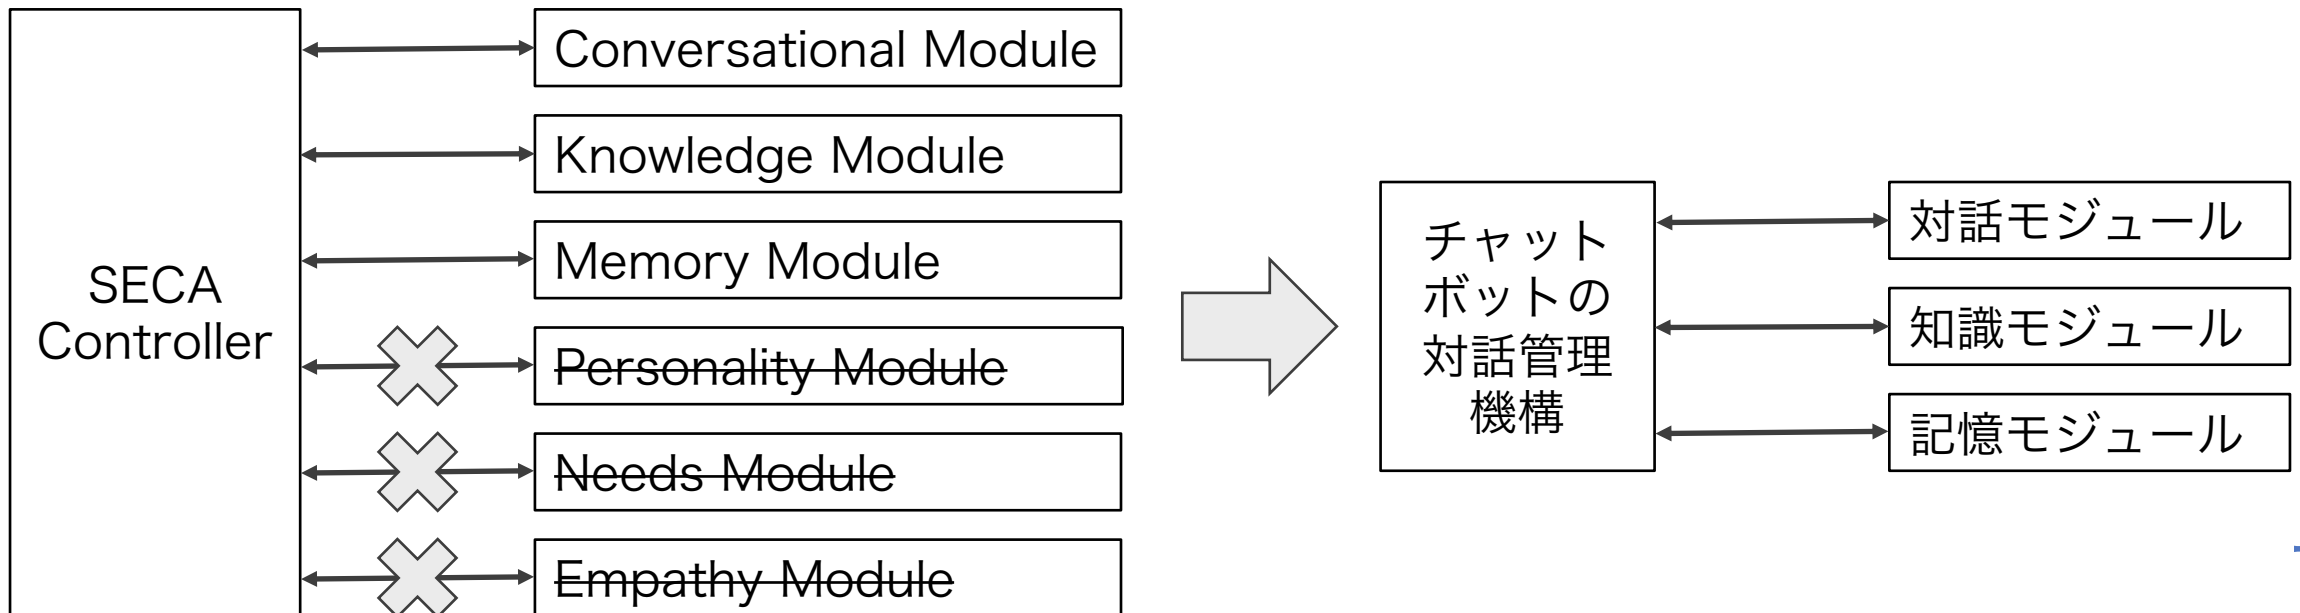 SECA
Controller
Conversational Module
Knowledge Module
Memory Module
Personality Module
Needs Module
Empathy Module
チャット
ボットの
対話管理
機構
対話モジュール
知識モジュール
記憶モジュール